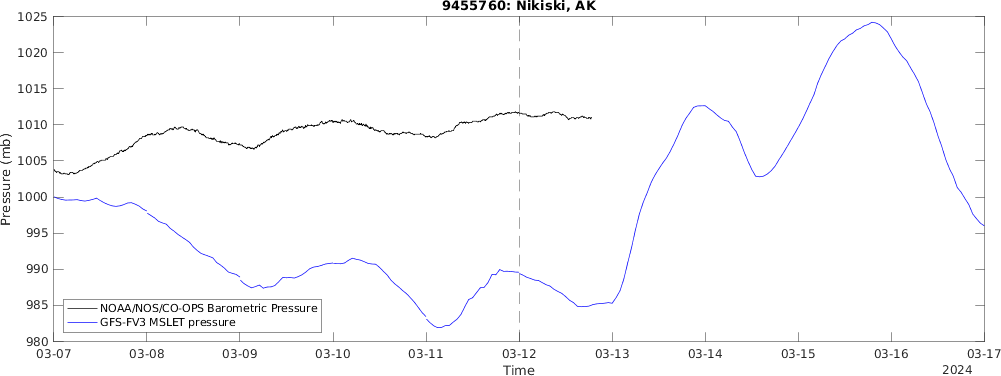 9455760: Nikiski, AK
Pressure (mb)
1025
1020
1015
1010
1005
1000
995
990
985
980
NOAA/NOS/CO-OPS Barometric Pressure
GFS-FV3 MSLET pressure
03-07 03-08 03-09 03-10 03-11 03-12 03-13 03-14 03-15 03-16 03-17
Time
2024